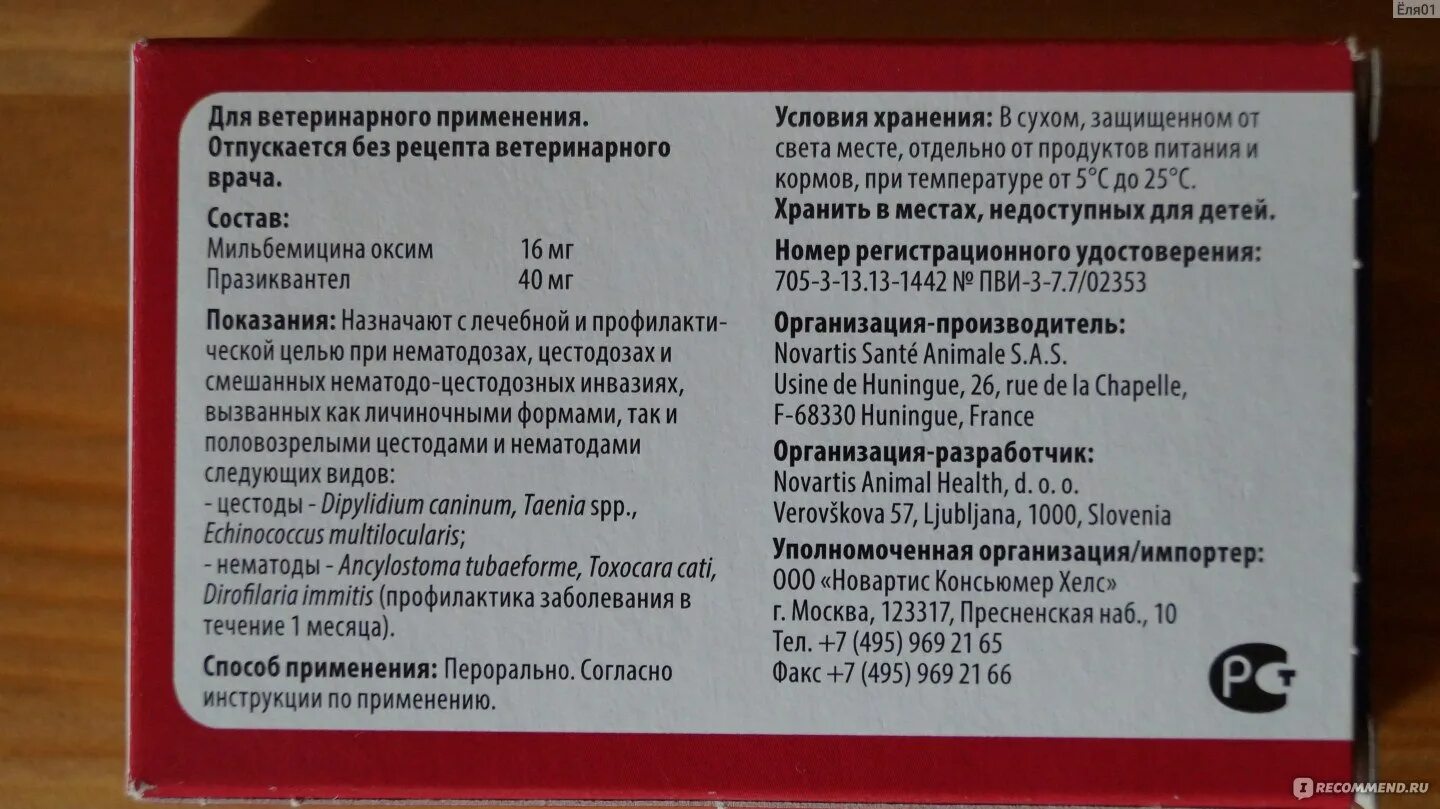 Ёля01
Для ветеринарного применения.
Отпускается без рецепта ветеринарного
врача.
Состав:
Мильбемицина оксим 16 мг
Празиквантел 40 мг
Показания: Назначают с лечебной и профилакти-
ческой целью при нематодозах, цестодозах и
смешанных нематодо-цестодозных инвазиях,
вызванных как личиночными формами, так и
половозрелыми цестодами и нематодами
следующих видов:
- цестоды - Dipylidium caninum, Taenia spp.,
Echinococcus multilocularis;
- нематоды - Ancylostoma tubaeforme, Toxocara cati,
Dirofilaria immitis (профилактика заболевания в
течение 1 месяца).
Способ применения: Перорально. Согласно
инструкции по применению.
Условия хранения: В сухом, защищенном от
света месте, отдельно от продуктов питания и
кормов, при температуре от 5°C до 25°C.
Хранить в местах, недоступных для детей.
Номер регистрационного удостоверения:
705-3-13.13-1442 № ПВИ-3-7.7/02353
Организация-производитель:
Novartis Santé Animale S.A.S.
Usine de Huningue, 26, rue de la Chapelle,
F-68330 Huningue, France
Организация-разработчик:
Novartis Animal Health, d. o. o.
Verovškova 57, Ljubljana, 1000, Slovenia
Уполномоченная организация/импортер:
ООО «Новартис Консьюмер Хелс»
г. Москва, 123317, Пресненская наб., 10
Тел. +7 (495) 969 21 65
Факс +7 (495) 969 21 66
РСТ
I RECOMMEND.RU